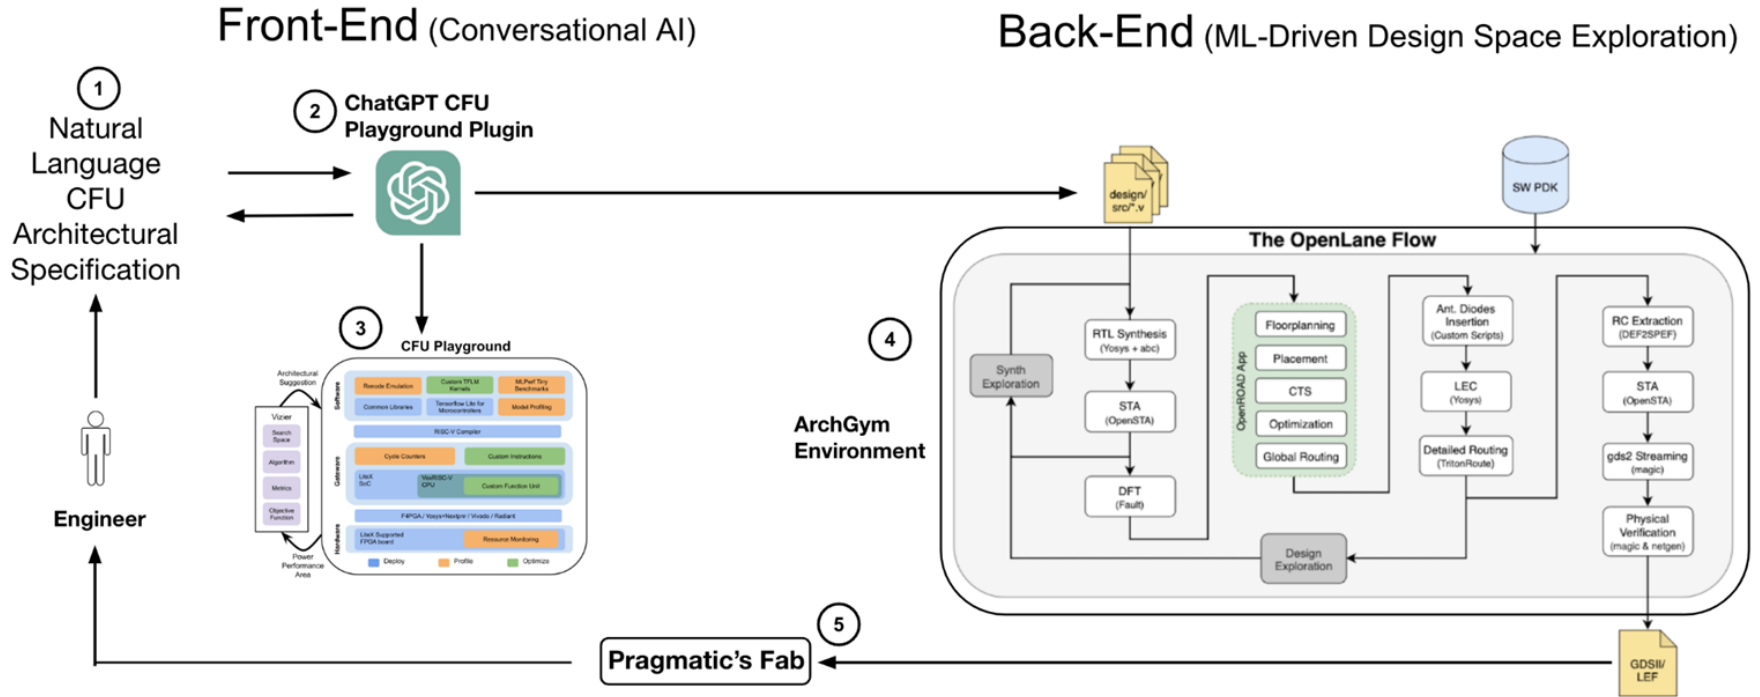 Front-End (Conversational AI)
Back-End (ML-Driven Design Space Exploration)
1
Natural
Language
CFU
Architectural
Specification
Engineer
2
ChatGPT CFU
Playground Plugin
3
CFU Playground
Architectural
Suggestion
Vizier
Search
Space
Algorithm
Metrics
Objective
Function
Power
Performance
Area
Software
Remote Emulation
Custom TFLM
Kernels
MLPerf Tiny
Benchmarks
Common Libraries
Tensorflow Lite for
Microcontrollers
Model Profiling
RISC-V Compiler
Gateware
Cycle Counters
Custom Instructions
LiteX
SoC
VexRISC-V
CPU
Custom Function Unit
F4PGA / Yosys+Nextpnr / Vivado / Radiant
Hardware
LiteX Supported
FPGA board
Resource Monitoring
Deploy
Profile
Optimize
4
ArchGym
Environment
design/
src/*.v
SW PDK
The OpenLane Flow
Synth
Exploration
RTL Synthesis
(Yosys + abc)
STA
(OpenSTA)
DFT
(Fault)
OpenROAD App
Floorplanning
Placement
CTS
Optimization
Global Routing
Design
Exploration
Ant. Diodes
Insertion
(Custom Scripts)
LEC
(Yosys)
Detailed Routing
(TritonRoute)
RC Extraction
(DEF2SPEF)
STA
(OpenSTA)
gds2 Streaming
(magic)
Physical
Verification
(magic & netgen)
GDSII/
LEF
5
Pragmatic's Fab